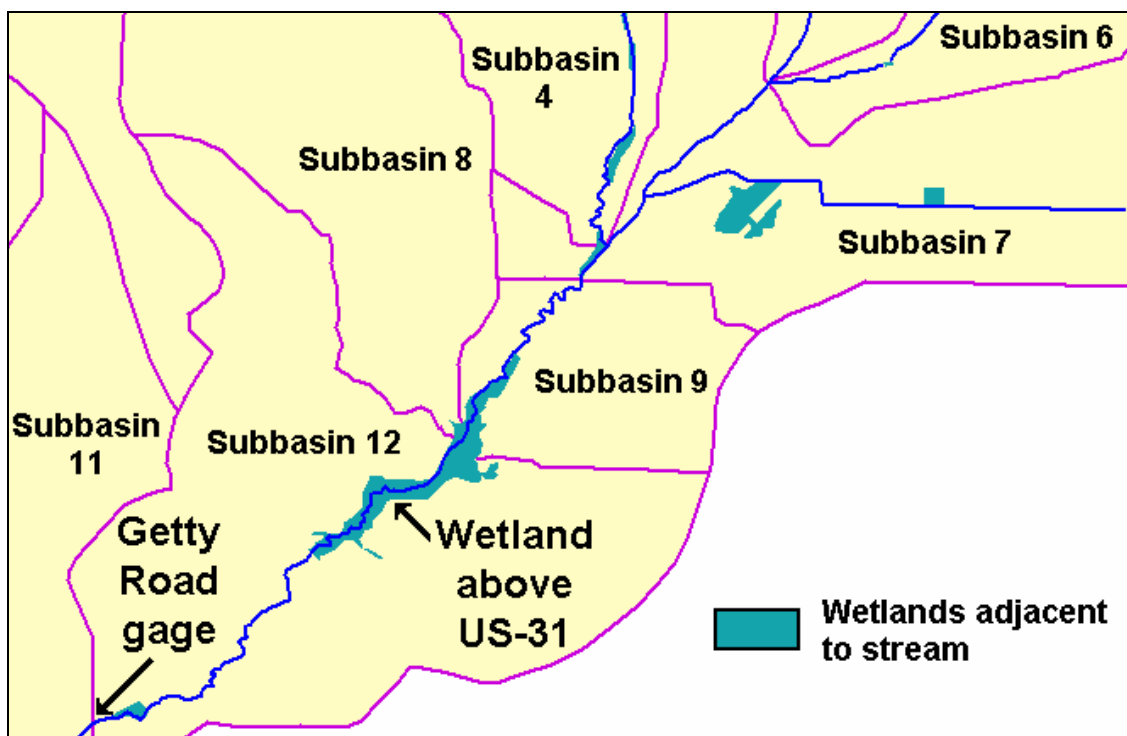 Subbasin 6
Subbasin
4
Subbasin 8
Subbasin 7
Subbasin 9
Subbasin
11
Subbasin 12
Getty
Road
gage
Wetland
above
US-31
Wetlands adjacent
to stream